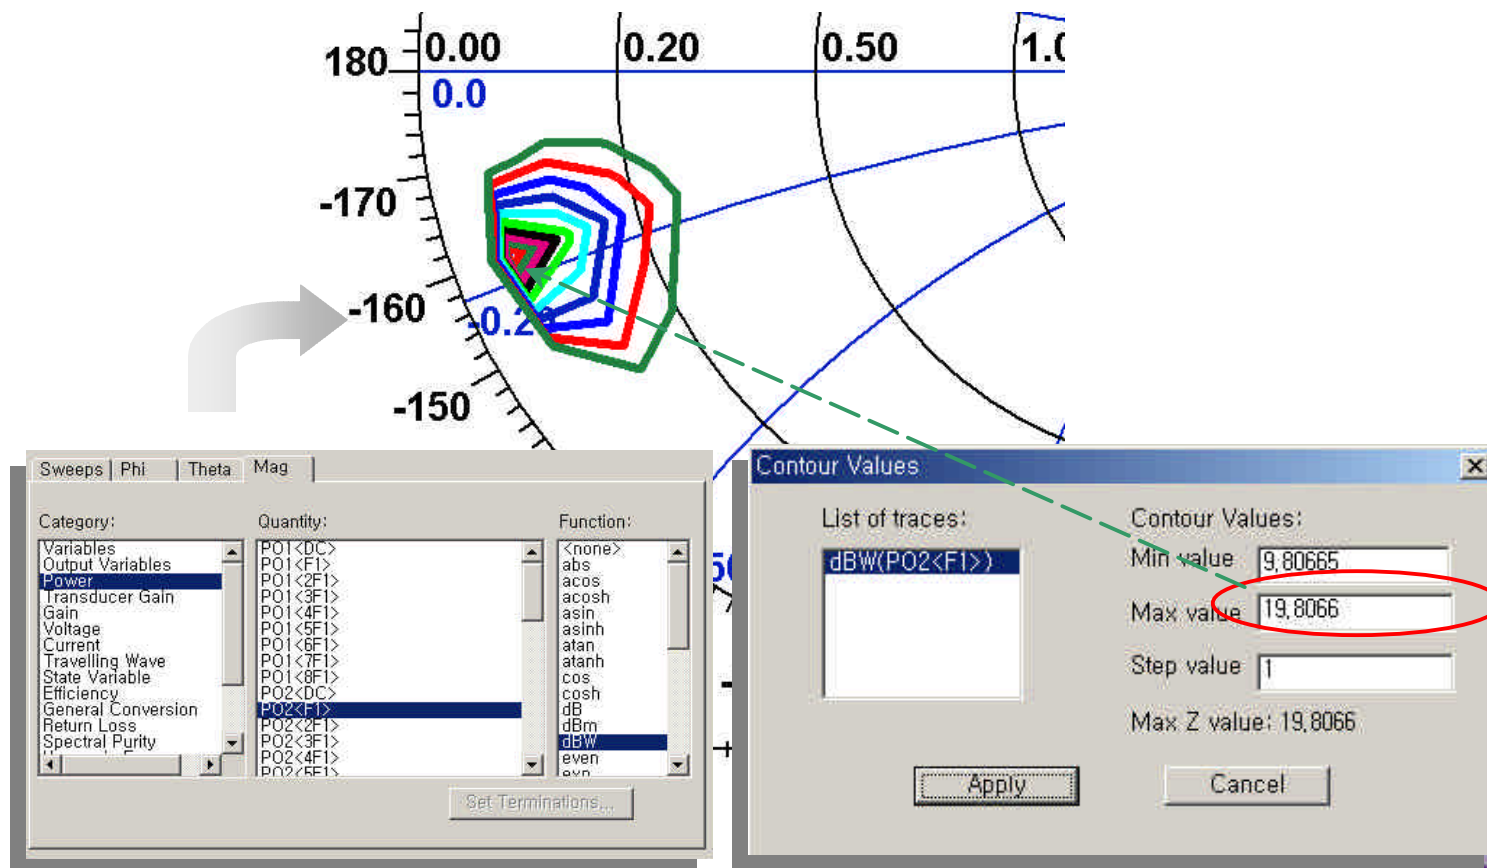 180
0.00
0.20
0.50
0.0
-170
-160
-0.2
-150
Sweeps Phi Theta Mag
Category:
Variables
Output Variables
Power
Transducer Gain
Gain
Voltage
Current
Travelling Wave
State Variable
Efficiency
General Conversion
Return Loss
Spectral Purity
Quantity:
PO1<DC>
PO1<F1>
PO1<2F1>
PO1<3F1>
PO1<4F1>
PO1<5F1>
PO1<6F1>
PO1<7F1>
PO1<8F1>
PO2<DC>
PO2<F1>
PO2<2F1>
PO2<3F1>
PO2<4F1>
PO2<5F1>
Function:
<none>
abs
acos
acosh
asin
asinh
atan
atanh
cos
cosh
dB
dBm
dBW
even
exp
Set Terminations...
Contour Values
List of traces:
dBW(PO2<F1>)
Contour Values:
Min value 9,80665
Max value 19,8066
Step value 1
Max Z value: 19,8066
Apply
Cancel